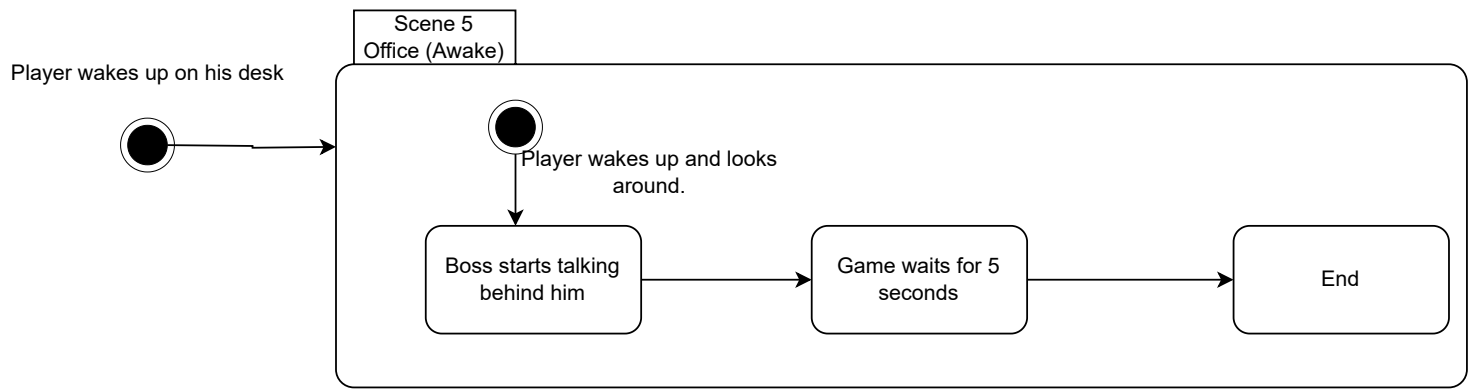 Scene 5
Office (Awake)
Player wakes up on his desk
Player wakes up and looks
around.
Boss starts talking
behind him
Game waits for 5
seconds
End